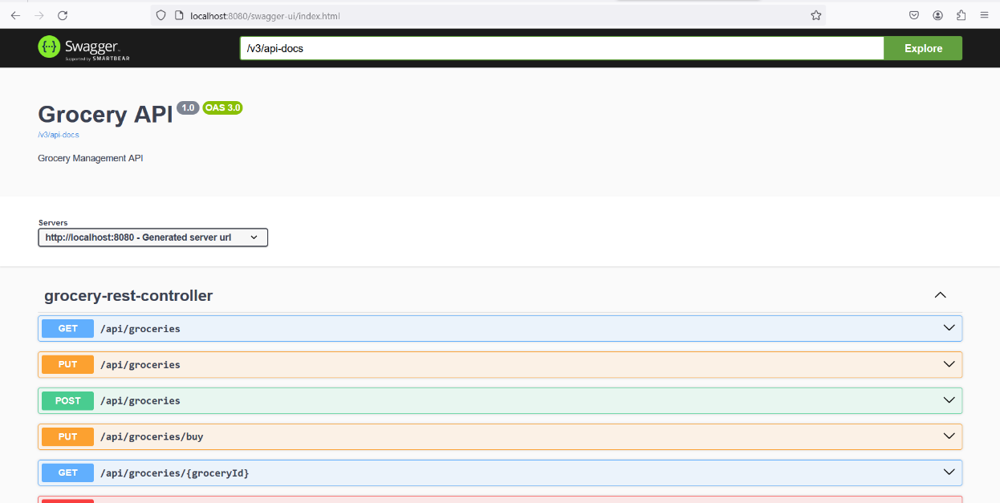 localhost:8080/swagger-ui/index.html
{···} Swagger
Supported by SMARTBEAR
/v3/api-docs
Explore
Grocery API 1.0 OAS 3.0
/v3/api-docs
Grocery Management API
Servers
http://localhost:8080 - Generated server url
grocery-rest-controller
GET /api/groceries
PUT /api/groceries
POST /api/groceries
PUT /api/groceries/buy
GET /api/groceries/{groceryId}